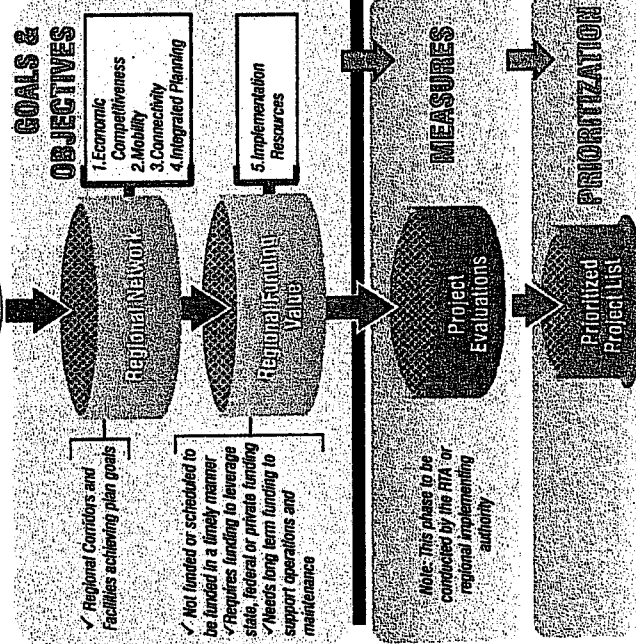 GOALS &
OBJECTIVES
1.Economic
Competitiveness
2.Mobility
3.Connectivity
4.Integrated Planning
Regional Network
✓ Regional Corridors and
Facilities achieving plan goals
5.Implementation
Resources
Regional Funding
Value
✓ Not funded or scheduled to
be funded in a timely manner
✓Requires funding to leverage
state, federal or private funding
✓Needs long term funding to
support operations and
maintenance
MEASURES
Project
Evaluations
Note: This phase to be
conducted by the RTA or
regional implementing
authority
PRIORITIZATION
Prioritized
Project List